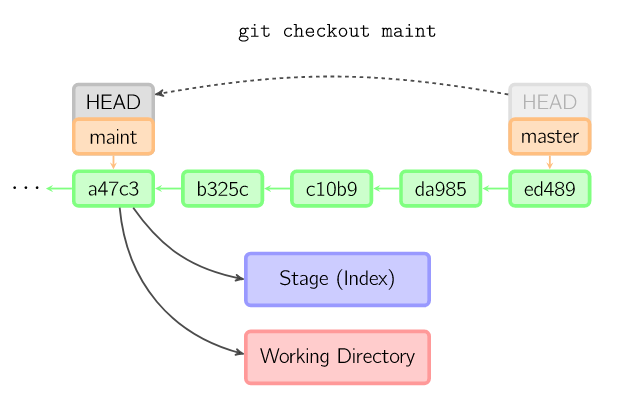 git checkout maint
HEAD HEAD
maint master
... a47c3 b325c c10b9 da985 ed489
Stage (Index)
Working Directory